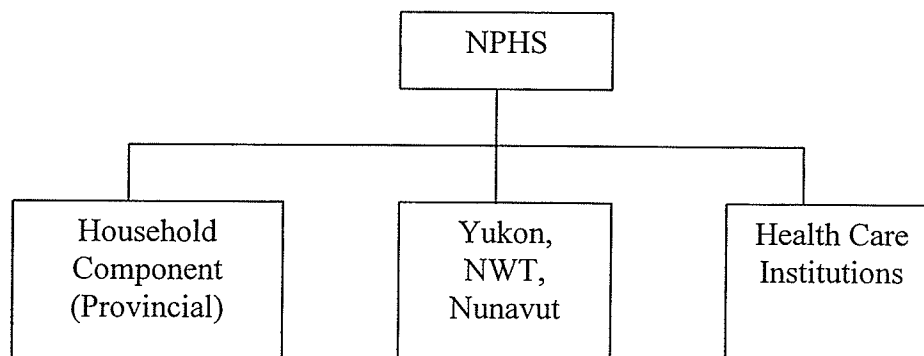 NPHS
Household
Component
(Provincial)
Yukon,
NWT,
Nunavut
Health Care
Institutions